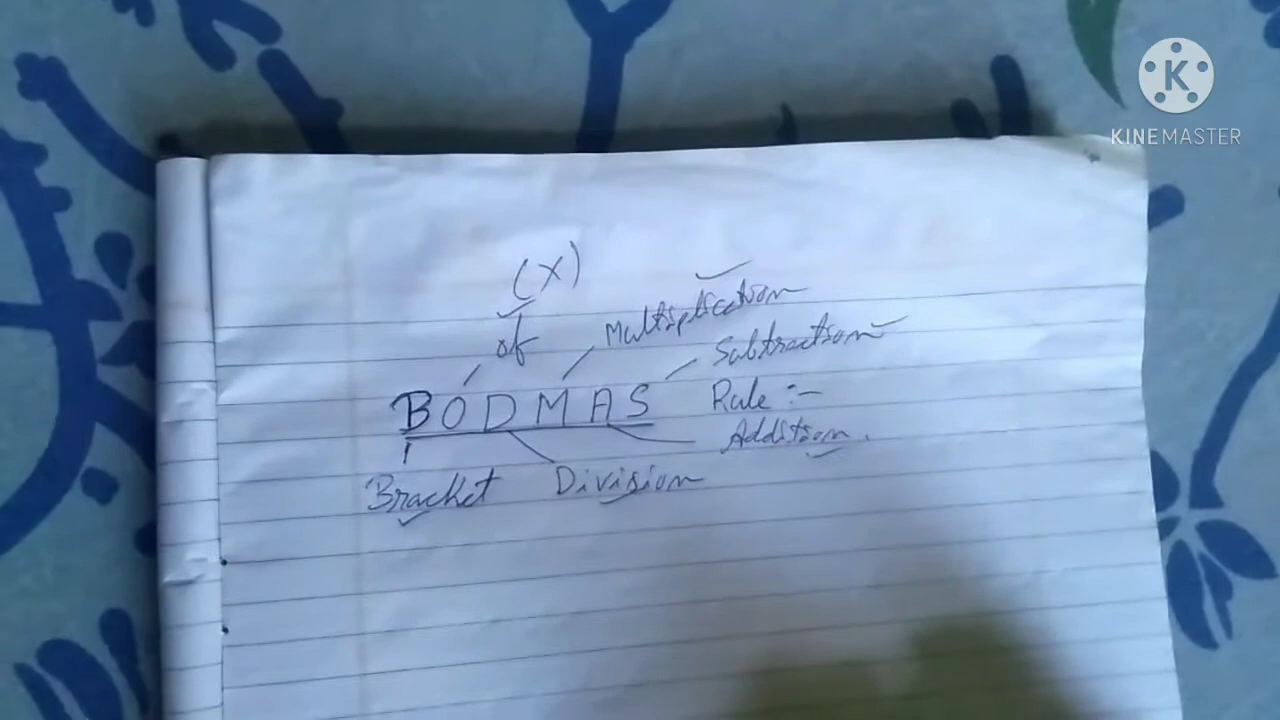 (X)
of
Multiplication
Subtraction
BODMAS Rule :-
Addition.
Bracket Division
KINEMASTER